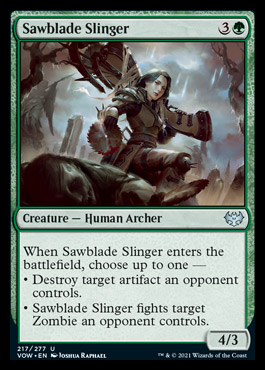 Sawblade Slinger 3
Creature — Human Archer
When Sawblade Slinger enters the
battlefield, choose up to one —
• Destroy target artifact an opponent
controls.
• Sawblade Slinger fights target
Zombie an opponent controls.
4/3
217/277 U
VOW • EN Joshua Raphael
™ & © 2021 Wizards of the Coast